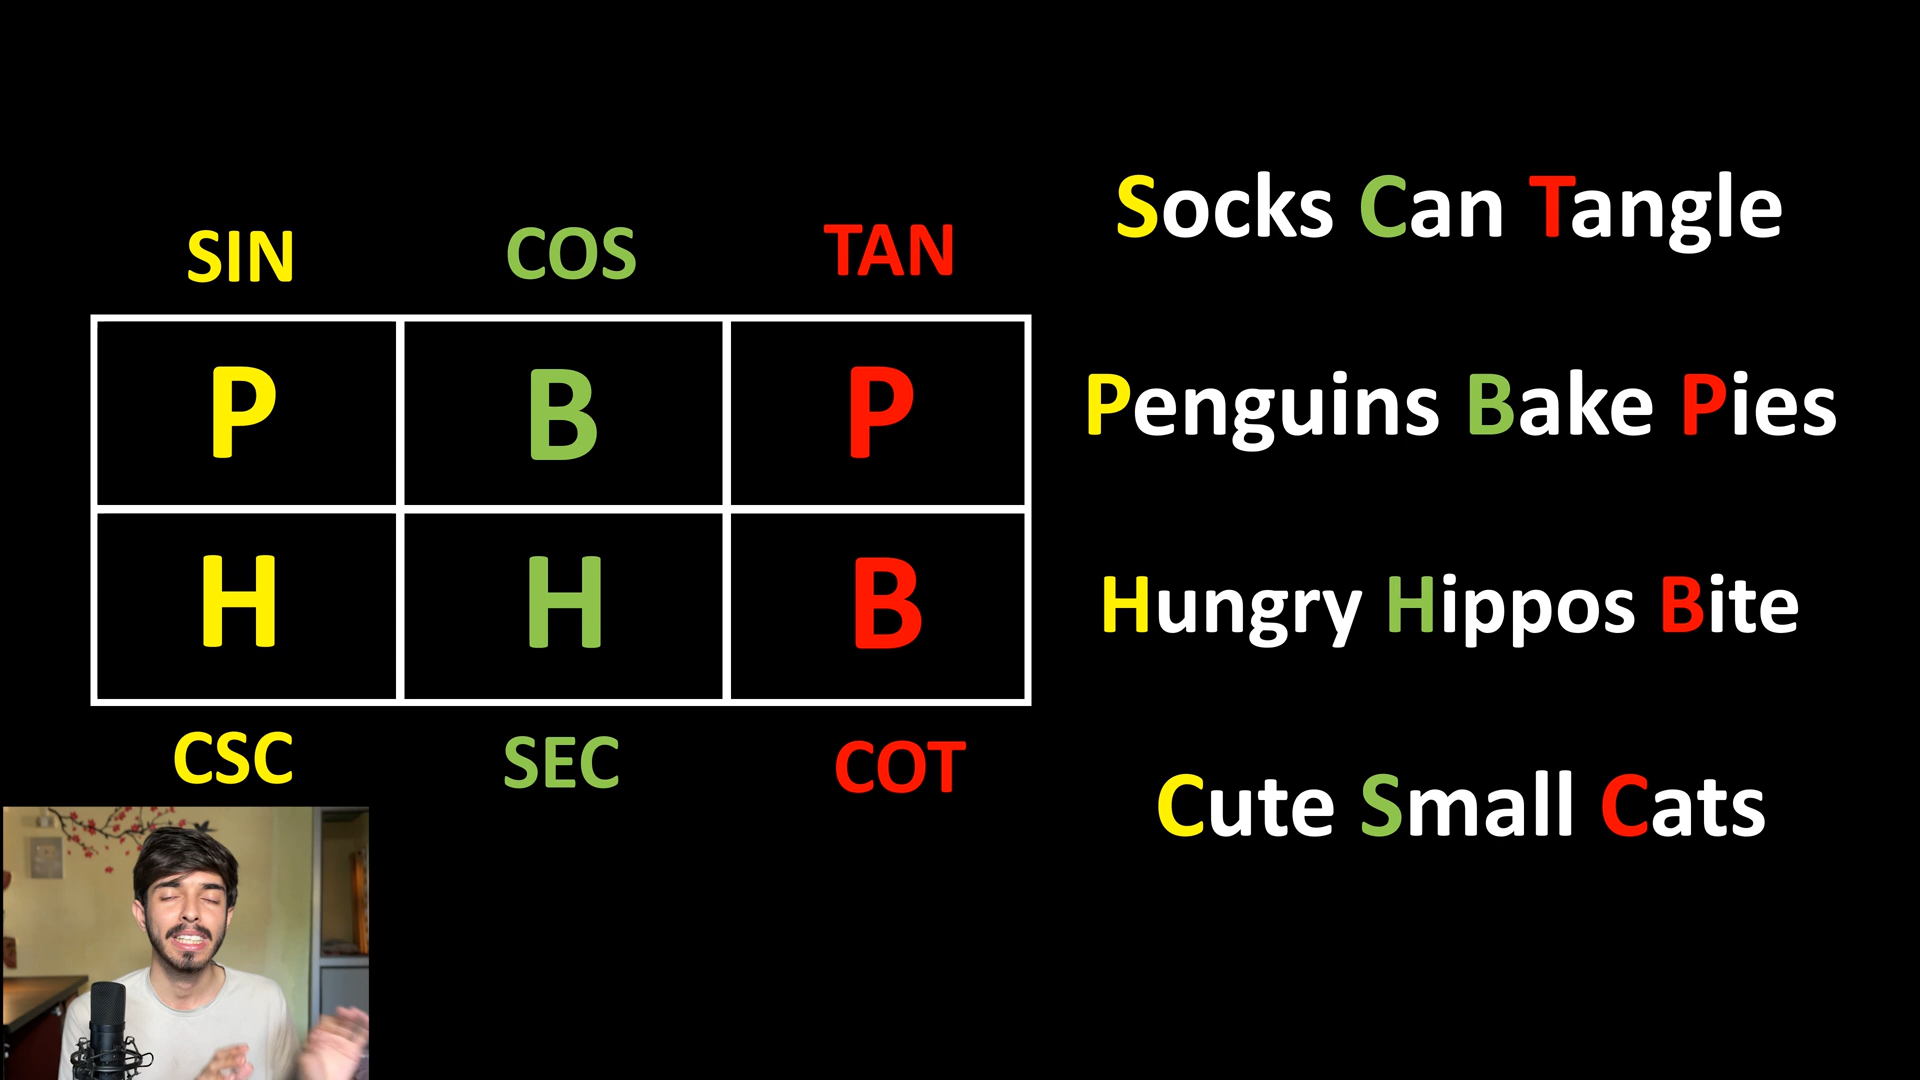 SIN COS TAN
P B P
H H B
CSC SEC COT
Socks Can Tangle
Penguins Bake Pies
Hungry Hippos Bite
Cute Small Cats